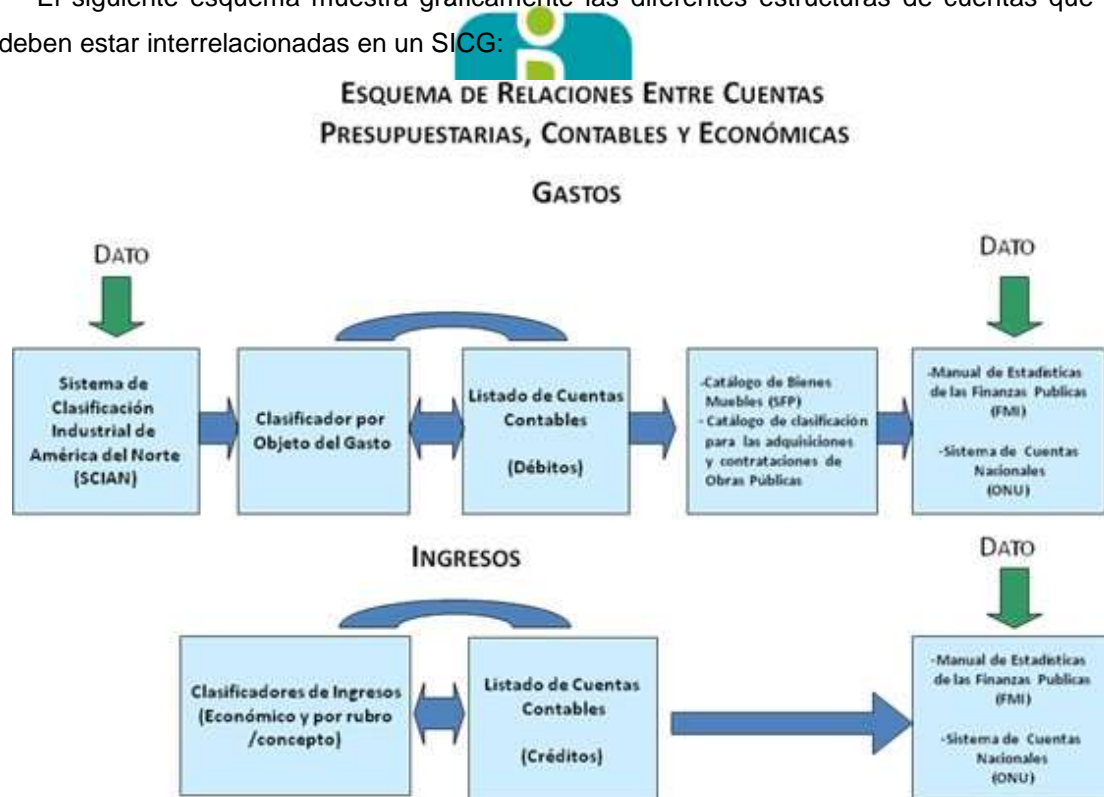 El siguiente esquema muestra gráficamente las diferentes estructuras de cuentas que
deben estar interrelacionadas en un SICG:
ESQUEMA DE RELACIONES ENTRE CUENTAS
PRESUPUESTARIAS, CONTABLES Y ECONÓMICAS
GASTOS
DATO
DATO
Sistema de
Clasificación
Industrial de
América del Norte
(SCIAN)
Clasificador por
Objeto del Gasto
Listado de Cuentas
Contables
(Débitos)
-Catálogo de Bienes
Muebles (SFP)
- Catálogo de clasificación
para las adquisiciones
y contrataciones de
Obras Públicas
-Manual de Estadísticas
de las Finanzas Publicas
(FMI)
-Sistema de Cuentas
Nacionales
(ONU)
INGRESOS
DATO
Clasificadores de Ingresos
(Económico y por rubro
/concepto)
Listado de Cuentas
Contables
(Créditos)
-Manual de Estadísticas
de las Finanzas Publicas
(FMI)
-Sistema de Cuentas
Nacionales
(ONU)